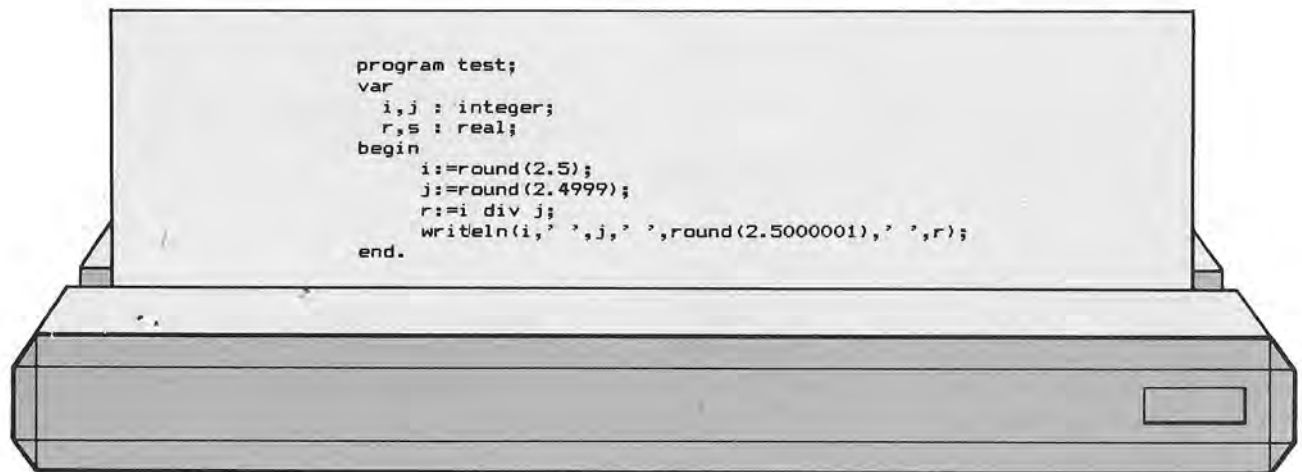 program test;
var
  i,j : integer;
  r,s : real;
begin
      i:=round(2.5);
      j:=round(2.4999);
      r:=i div j;
      writeln(i,' ',j,' ',round(2.5000001),' ',r);
end.